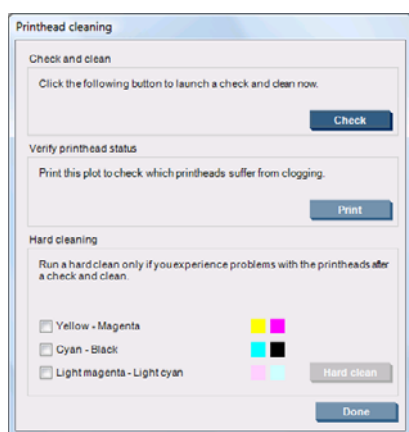 Printhead cleaning
Check and clean
Click the following button to launch a check and clean now.
Check
Verify printhead status
Print this plot to check which printheads suffer from clogging.
Print
Hard cleaning
Run a hard clean only if you experience problems with the printheads after
a check and clean.
Yellow - Magenta
Cyan - Black
Light magenta - Light cyan
Hard clean
Done